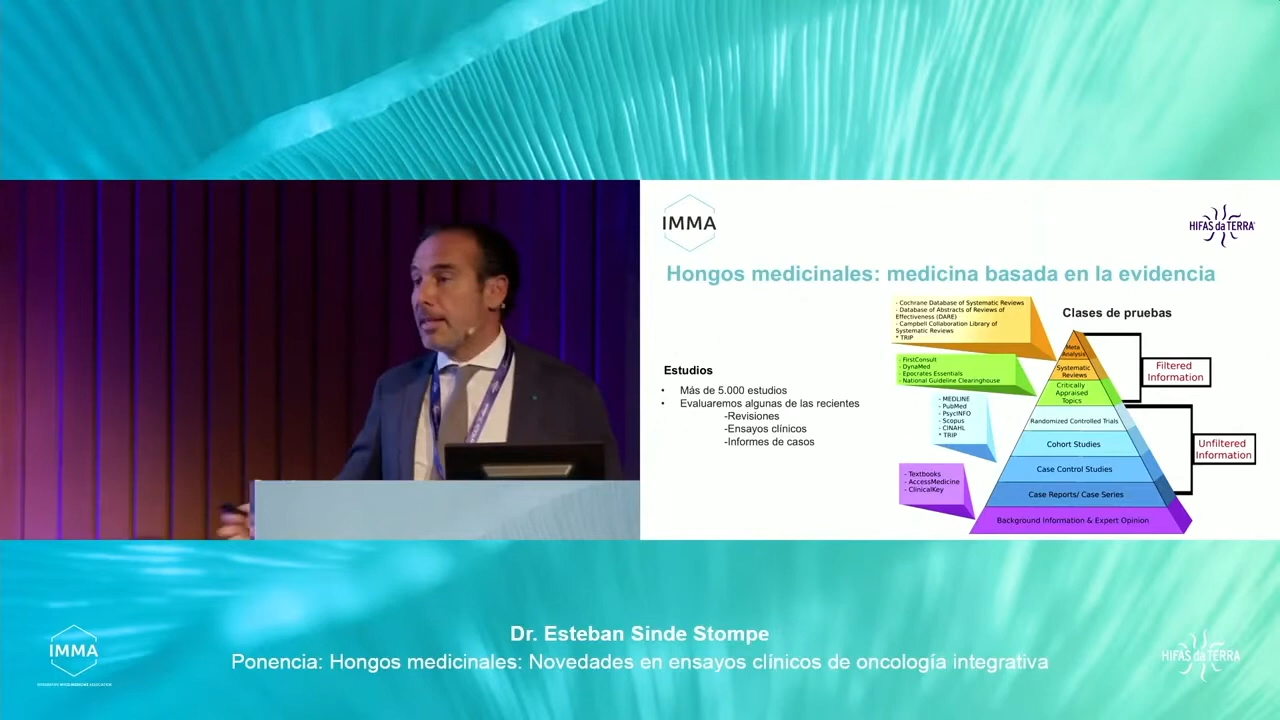 IMMA
HIFAS da TERRA
Hongos medicinales: medicina basada en la evidencia
Estudios
• Más de 5.000 estudios
• Evaluaremos algunas de las recientes
-Revisiones
-Ensayos clínicos
-Informes de casos
- Cochrane Database of Systematic Reviews
- Database of Abstracts of Reviews of
Effectiveness (DARE)
- Campbell Collaboration Library of
Systematic Reviews
* TRIP
- FirstConsult
- DynaMed
- Epocrates Essentials
- National Guideline Clearinghouse
- MEDLINE
- PubMed
- PsycINFO
- Scopus
- CINAHL
* TRIP
- Textbooks
- AccessMedicine
- ClinicalKey
Clases de pruebas
Meta
Analysis
Systematic
Reviews
Critically
Appraised
Topics
Randomized Controlled Trials
Cohort Studies
Case Control Studies
Case Reports/ Case Series
Background Information & Expert Opinion
Filtered
Information
Unfiltered
Information
Dr. Esteban Sinde Stompe
Ponencia: Hongos medicinales: Novedades en ensayos clínicos de oncología integrativa
IMMA
HIFAS da TERRA